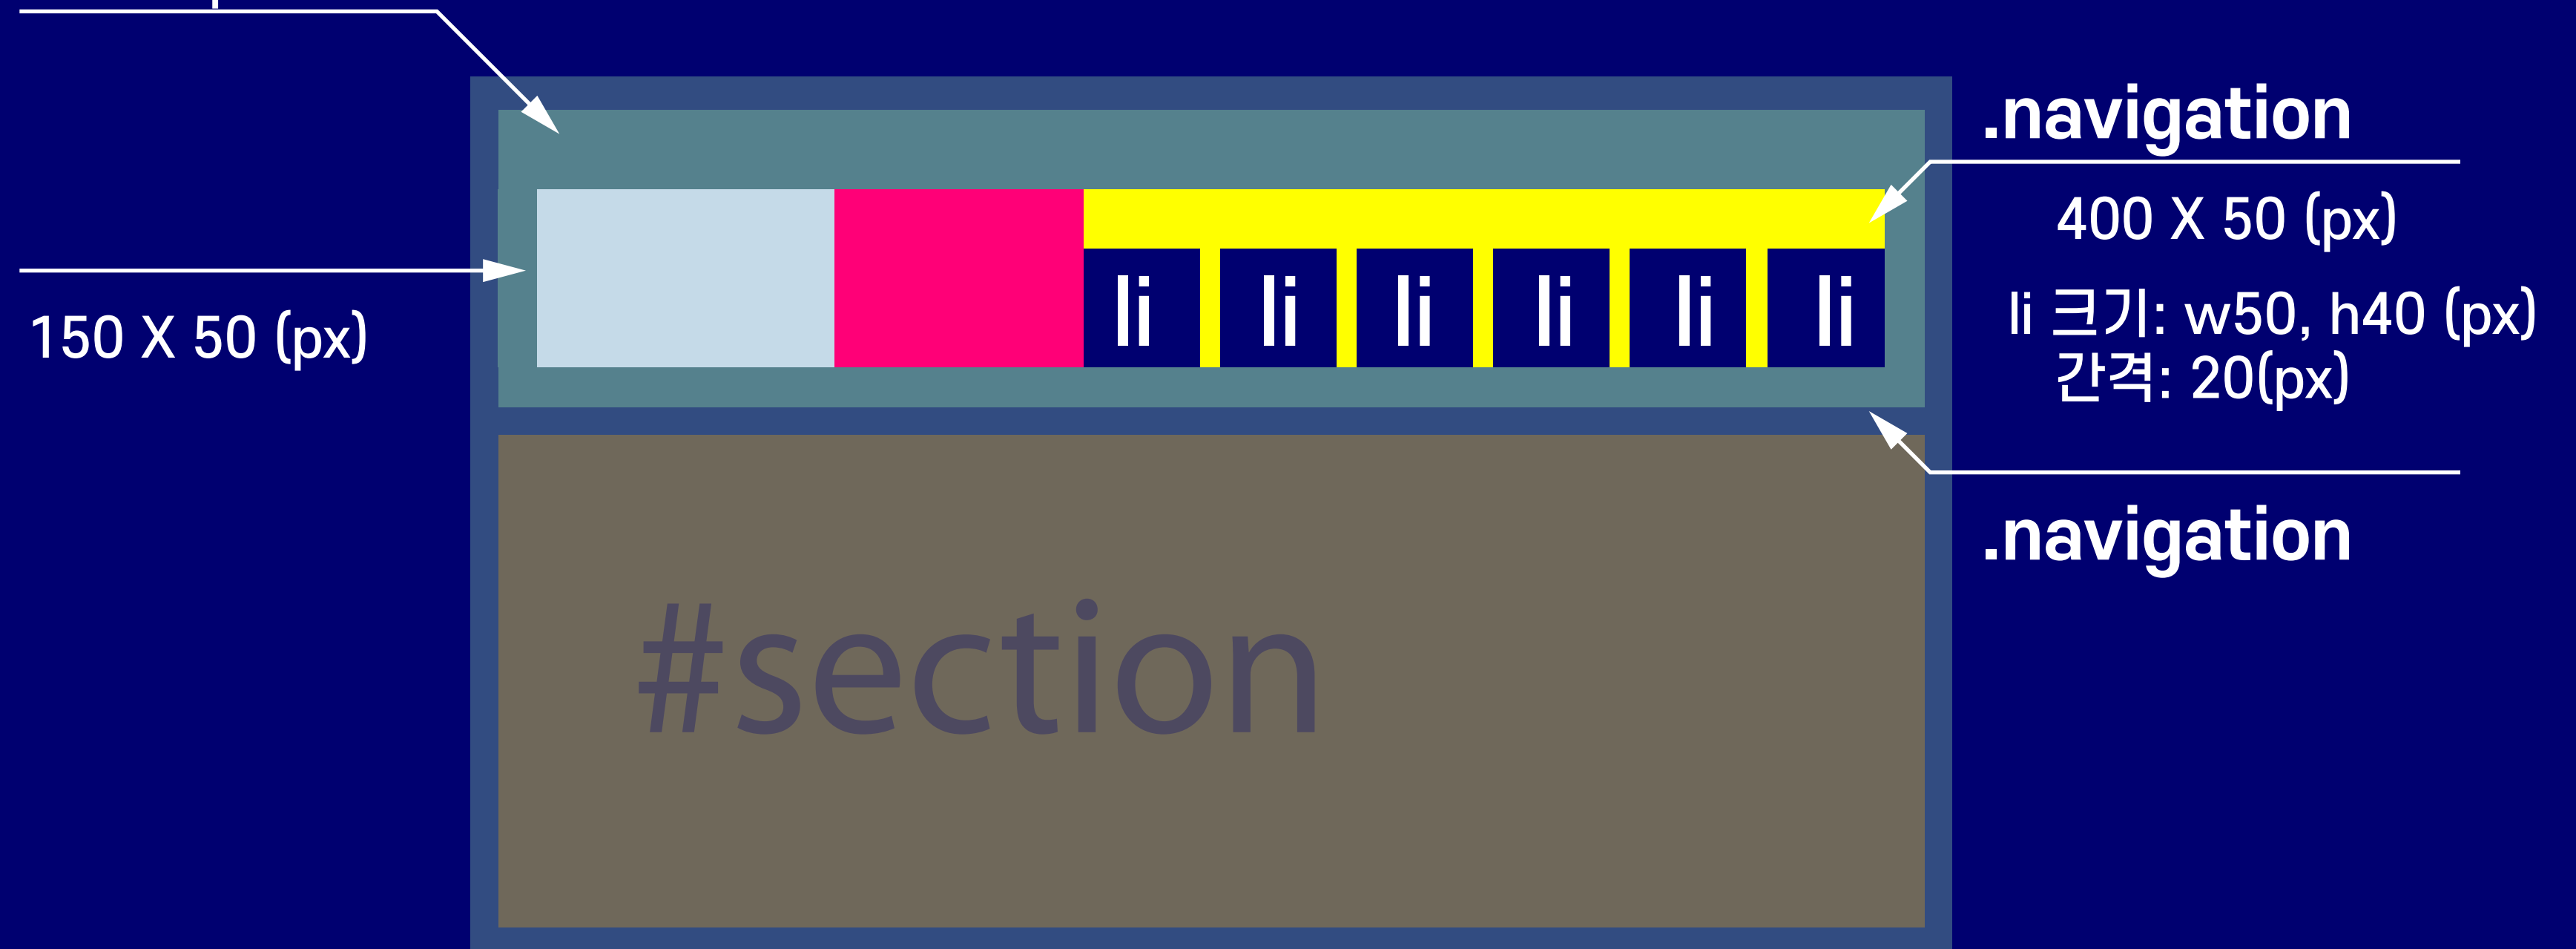 .navigation
400 X 50 (px)
150 X 50 (px)
li li li li li li
li 크기: w50, h40 (px)
간격: 20(px)
.navigation
#section